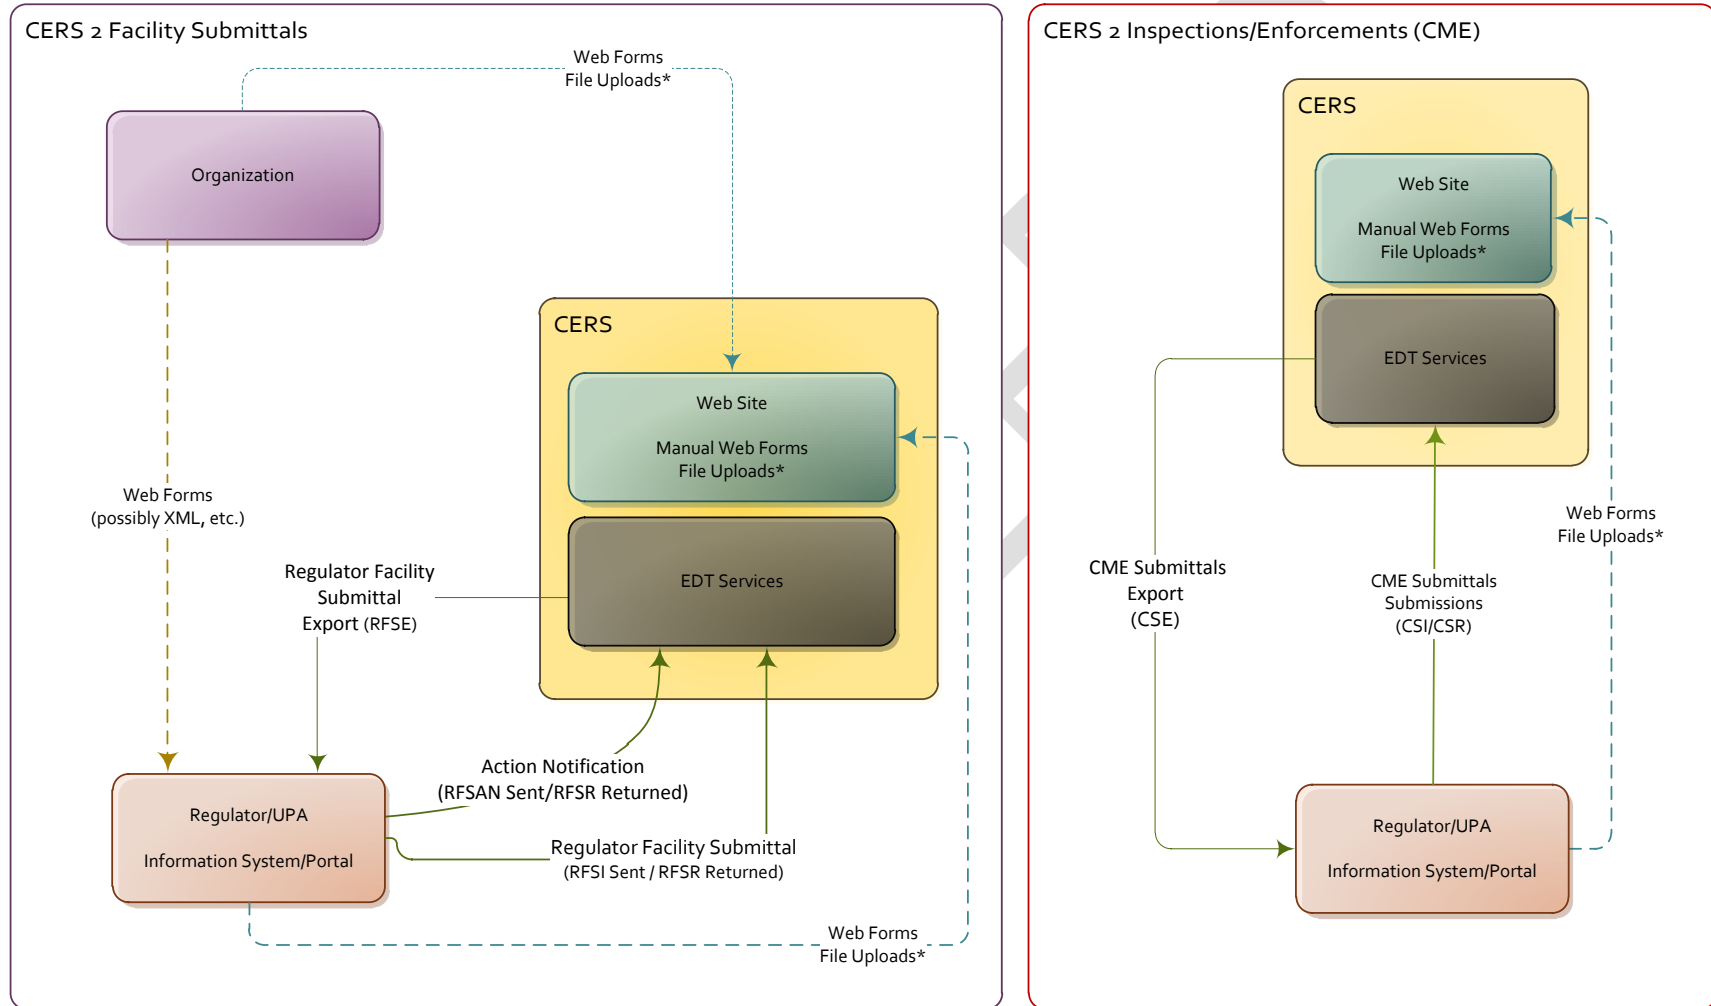 CERS 2 Facility Submittals
Web Forms
File Uploads*
Organization
CERS
Web Site
Manual Web Forms
File Uploads*
EDT Services
Web Forms
(possibly XML, etc.)
Regulator Facility
Submittal
Export (RFSE)
Action Notification
(RFSAN Sent/RFSR Returned)
Regulator Facility Submittal
(RFSI Sent / RFSR Returned)
Regulator/UPA
Information System/Portal
Web Forms
File Uploads*
CERS 2 Inspections/Enforcements (CME)
CERS
Web Site
Manual Web Forms
File Uploads*
EDT Services
Web Forms
File Uploads*
CME Submittals
Export
(CSE)
CME Submittals
Submissions
(CSI/CSR)
Regulator/UPA
Information System/Portal